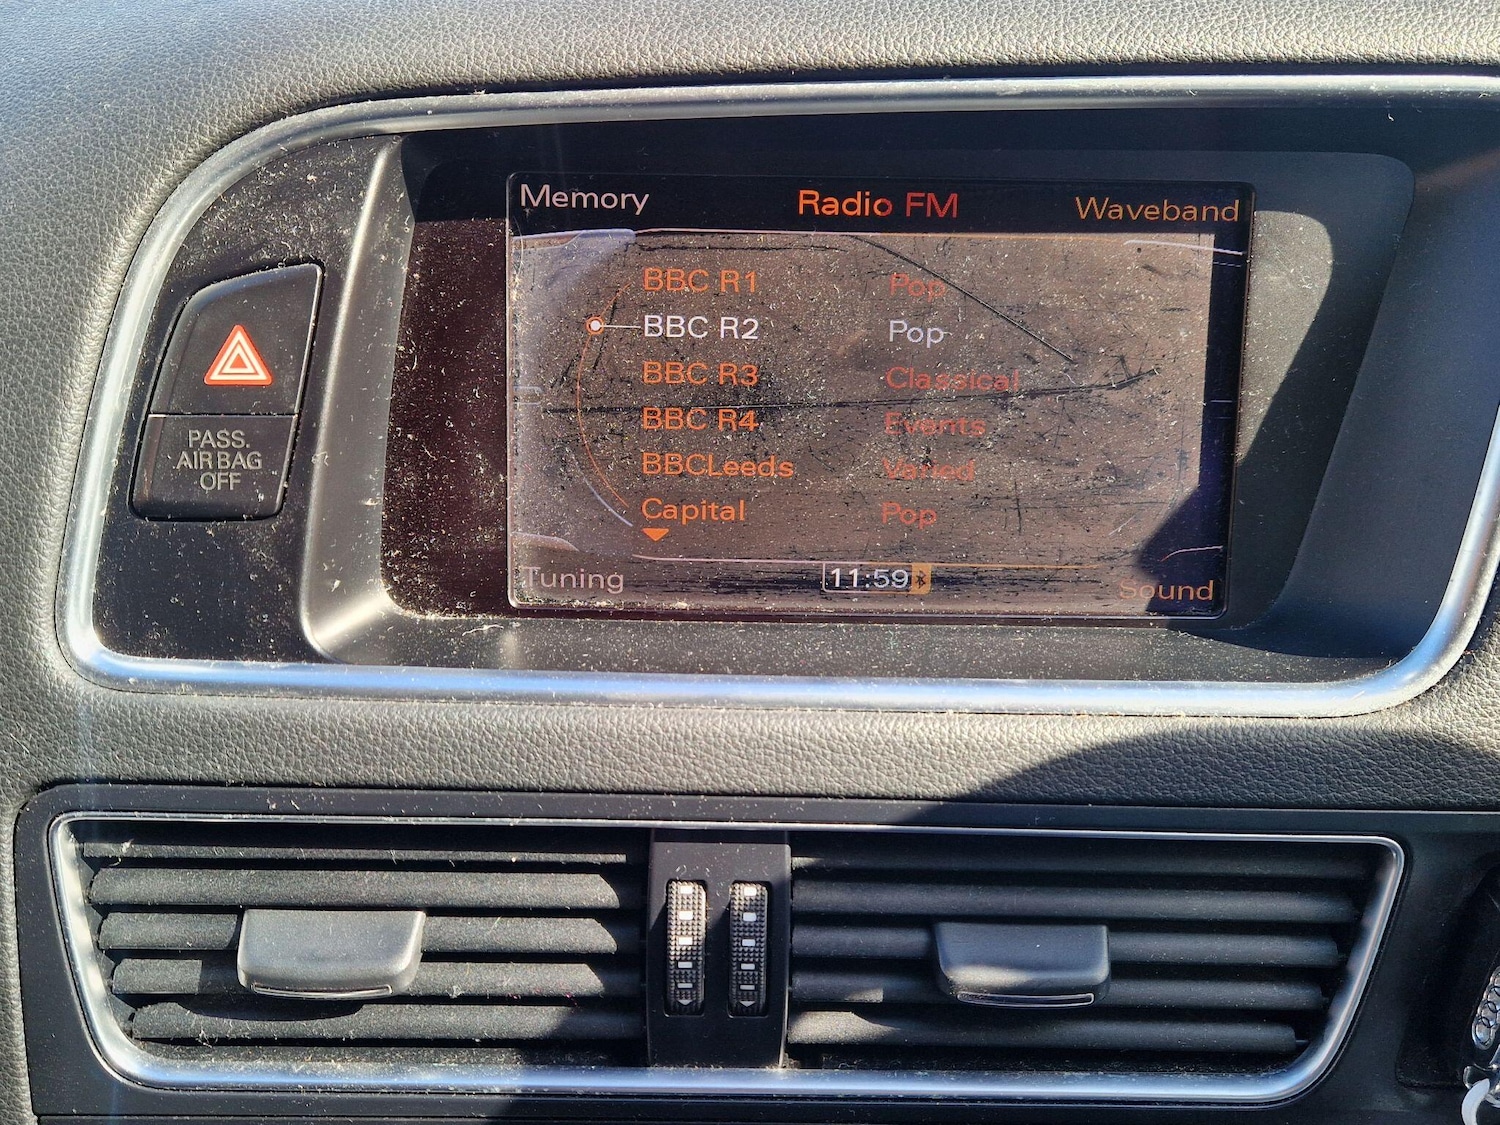 Memory Radio FM Waveband
BBC R1 Pop
BBC R2 Pop
BBC R3 Classical
BBC R4 Events
BBCLeeds Varied
Capital Pop
Tuning 11:59 Sound
PASS.
AIR BAG
OFF